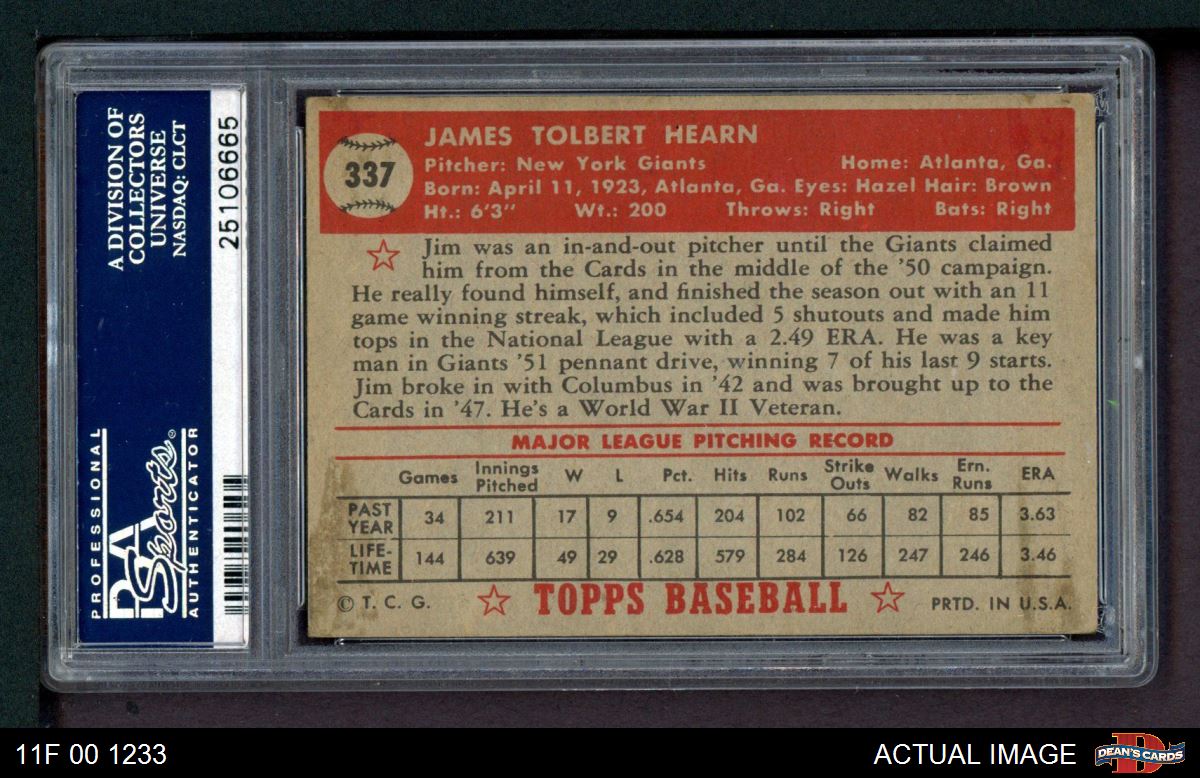 A DIVISION OF
COLLECTORS
UNIVERSE
NASDAQ: CLCT
25106665
PROFESSIONAL
PSA
Sports®
AUTHENTICATOR
337
JAMES TOLBERT HEARN
Pitcher: New York Giants Home: Atlanta, Ga.
Born: April 11, 1923, Atlanta, Ga. Eyes: Hazel Hair: Brown
Ht.: 6'3" Wt.: 200 Throws: Right Bats: Right
Jim was an in-and-out pitcher until the Giants claimed
him from the Cards in the middle of the '50 campaign.
He really found himself, and finished the season out with an 11
game winning streak, which included 5 shutouts and made him
tops in the National League with a 2.49 ERA. He was a key
man in Giants '51 pennant drive, winning 7 of his last 9 starts.
Jim broke in with Columbus in '42 and was brought up to the
Cards in '47. He's a World War II Veteran.
MAJOR LEAGUE PITCHING RECORD
Games Innings Pitched W L Pct. Hits Runs Strike Outs Walks Ern. Runs ERA
PAST YEAR 34 211 17 9 .654 204 102 66 82 85 3.63
LIFE-TIME 144 639 49 29 .628 579 284 126 247 246 3.46
© T. C. G. TOPPS BASEBALL PRTD. IN U.S.A.
11F 00 1233 ACTUAL IMAGE
DEAN'S CARDS